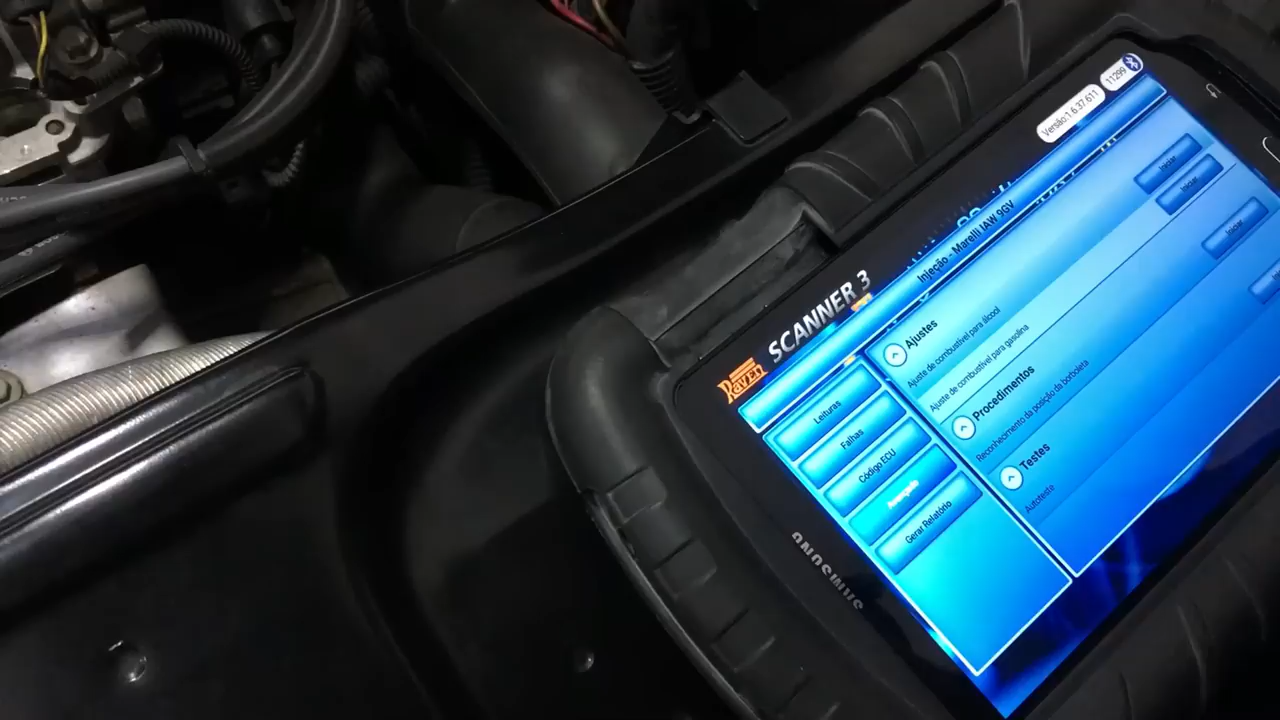 Raven
SCANNER 3
Versão:1.6.37.611
11299
Injeção - Marelli IAW 9GV
Leituras
Falhas
Código ECU
Gerar Relatório
Ajustes
Ajuste de combustível para álcool
Iniciar
Ajuste de combustível para gasolina
Iniciar
Procedimentos
Reconhecimento da posição da borboleta
Iniciar
Testes
Autoteste
SAMSUNG